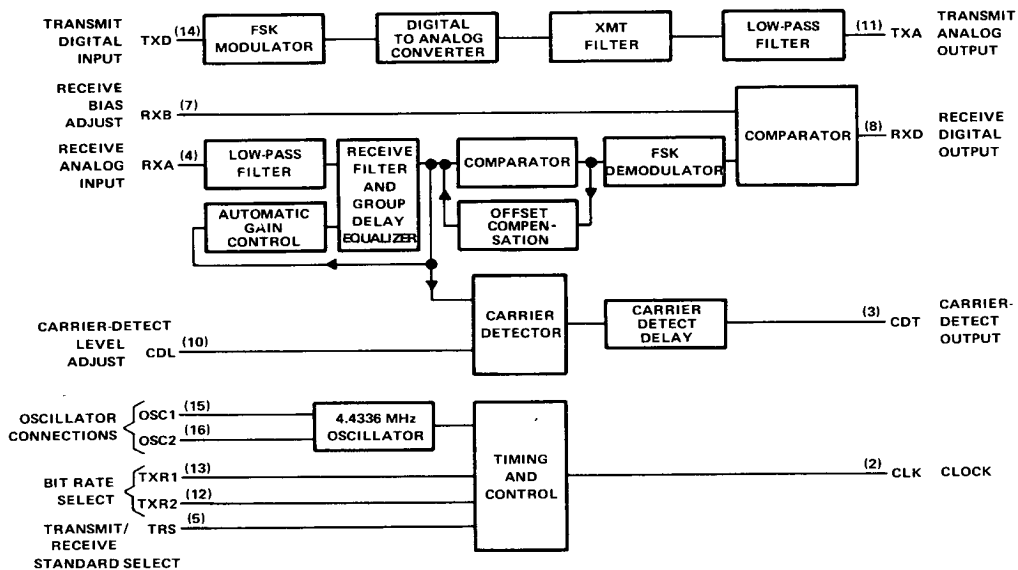 TRANSMIT
DIGITAL
INPUT
TXD
(14)
FSK
MODULATOR
DIGITAL
TO ANALOG
CONVERTER
XMT
FILTER
LOW-PASS
FILTER
(11)
TXA
TRANSMIT
ANALOG
OUTPUT
RECEIVE
BIAS
ADJUST
RXB
(7)
COMPARATOR
(8)
RXD
RECEIVE
DIGITAL
OUTPUT
RECEIVE
ANALOG
INPUT
RXA
(4)
LOW-PASS
FILTER
RECEIVE
FILTER
AND
GROUP
DELAY
EQUALIZER
COMPARATOR
FSK
DEMODULATOR
AUTOMATIC
GAIN
CONTROL
OFFSET
COMPEN-
SATION
CARRIER
DETECTOR
CARRIER
DETECT
DELAY
(3)
CDT
CARRIER-
DETECT
OUTPUT
CARRIER-DETECT
LEVEL
ADJUST
CDL
(10)
OSCILLATOR
CONNECTIONS
OSC1
(15)
OSC2
(16)
4.4336 MHz
OSCILLATOR
TIMING
AND
CONTROL
(2)
CLK
CLOCK
BIT RATE
SELECT
TXR1
(13)
TXR2
(12)
TRANSMIT/
RECEIVE
STANDARD SELECT
TRS
(5)